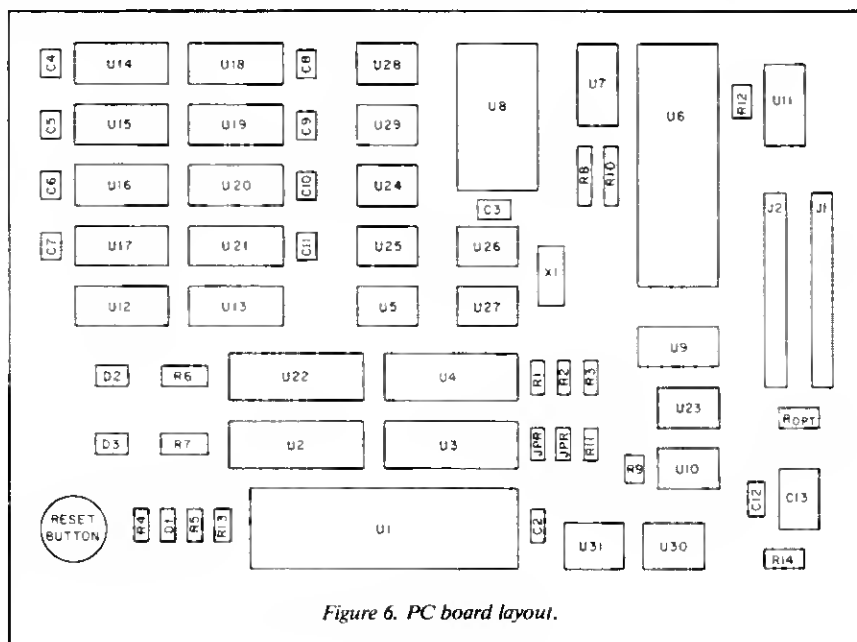 C4 U14 U18 C8 U28 U8 U7 U6 R12 U11
C5 U15 U19 C9 U29
C6 U16 U20 C10 U24 R8 R10
C3 J2 J1
C7 U17 U21 C11 U25 U26 X1
U12 U13 U5 U27
U9
D2 R6 U22 U4 R1 R2 R3
U23
ROPT
D3 R7 U2 U3 JPR JPR R11
R9 U10
RESET
BUTTON
R4 D1 R5 R13 U1 C2 U31 U30 C12 C13
R14
Figure 6. PC board layout.